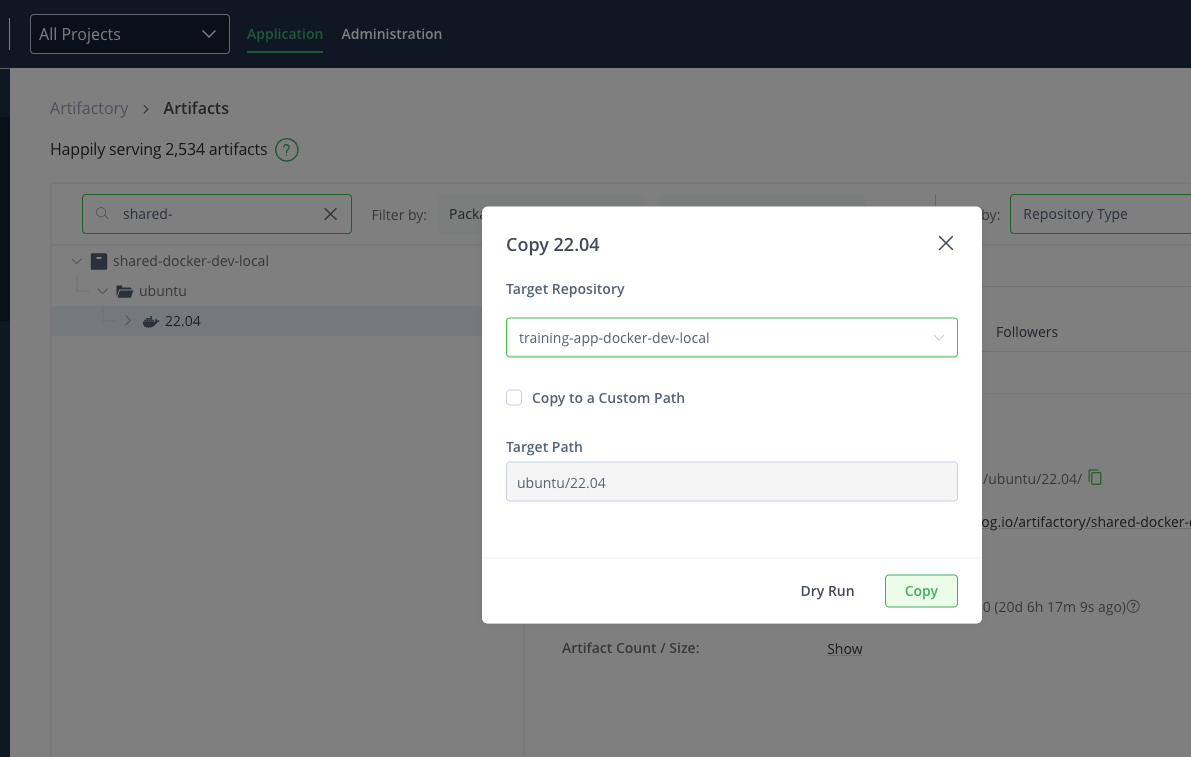 All Projects
Application
Administration
Artifactory > Artifacts
Happily serving 2,534 artifacts ?
shared-
Filter by:
by:
Repository Type
shared-docker-dev-local
ubuntu
22.04
Copy 22.04
Target Repository
training-app-docker-dev-local
Copy to a Custom Path
Target Path
ubuntu/22.04
Dry Run
Copy
Followers
/ubuntu/22.04/
og.io/artifactory/shared-docker-
0 (20d 6h 17m 9s ago)
Artifact Count / Size:
Show